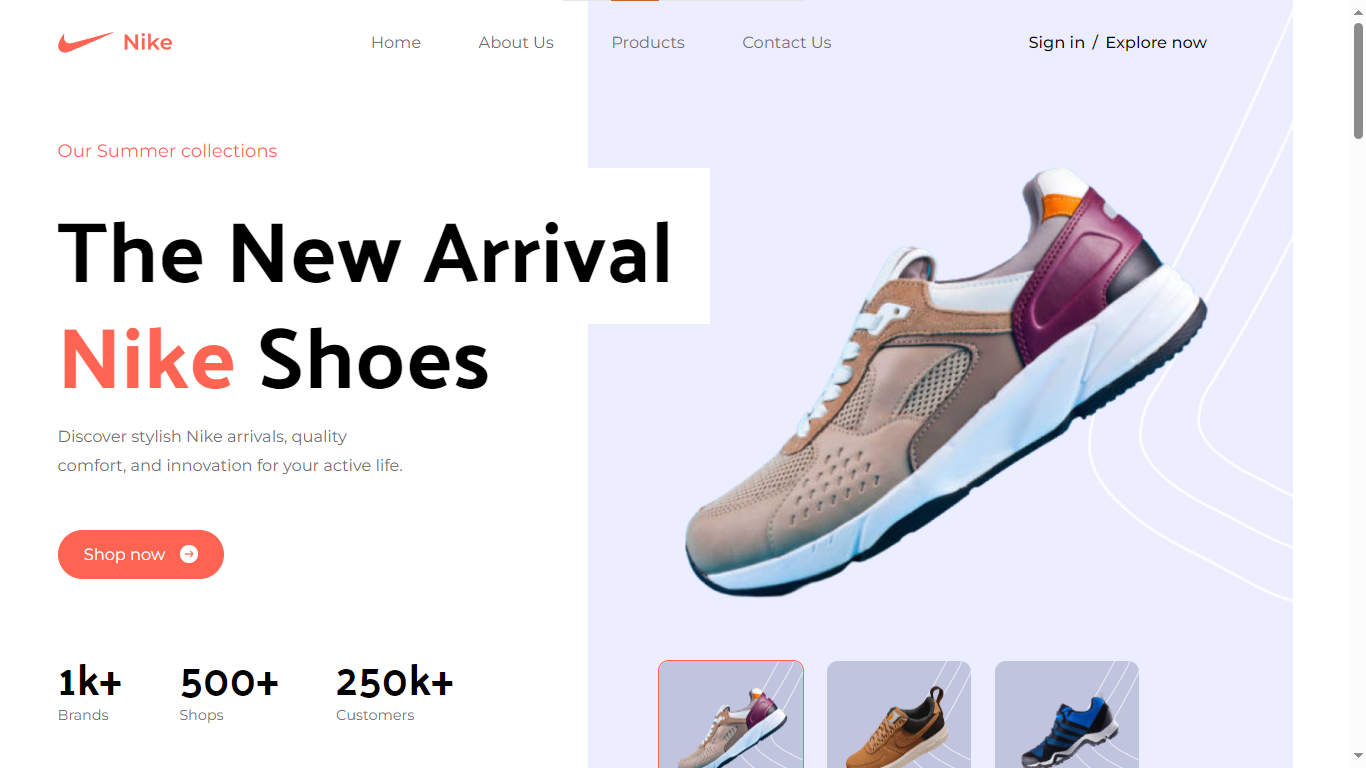 Nike
Home
About Us
Products
Contact Us
Sign in / Explore now
Our Summer collections
The New Arrival
Nike Shoes
Discover stylish Nike arrivals, quality
comfort, and innovation for your active life.
Shop now
1k+
Brands
500+
Shops
250k+
Customers